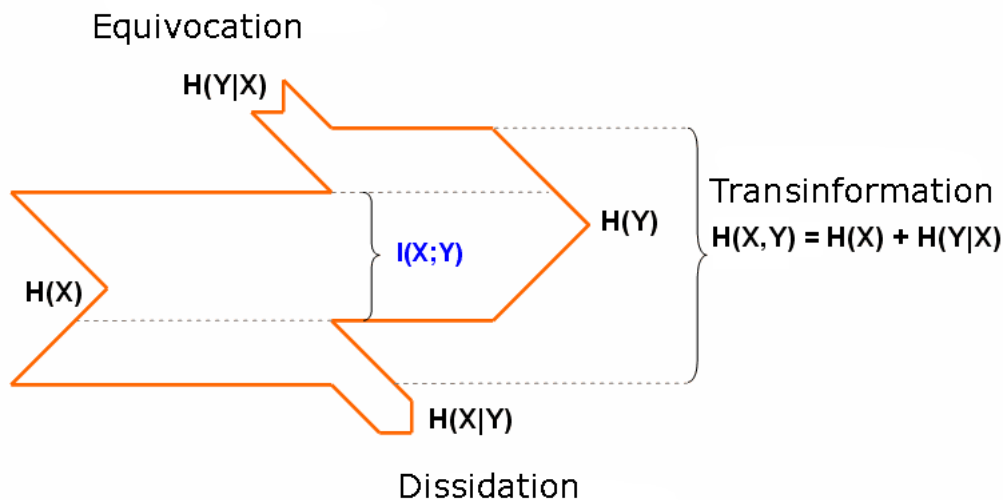 Equivocation
H(Y|X)
Transinformation
H(Y)
H(X,Y) = H(X) + H(Y|X)
I(X;Y)
H(X)
H(X|Y)
Dissidation